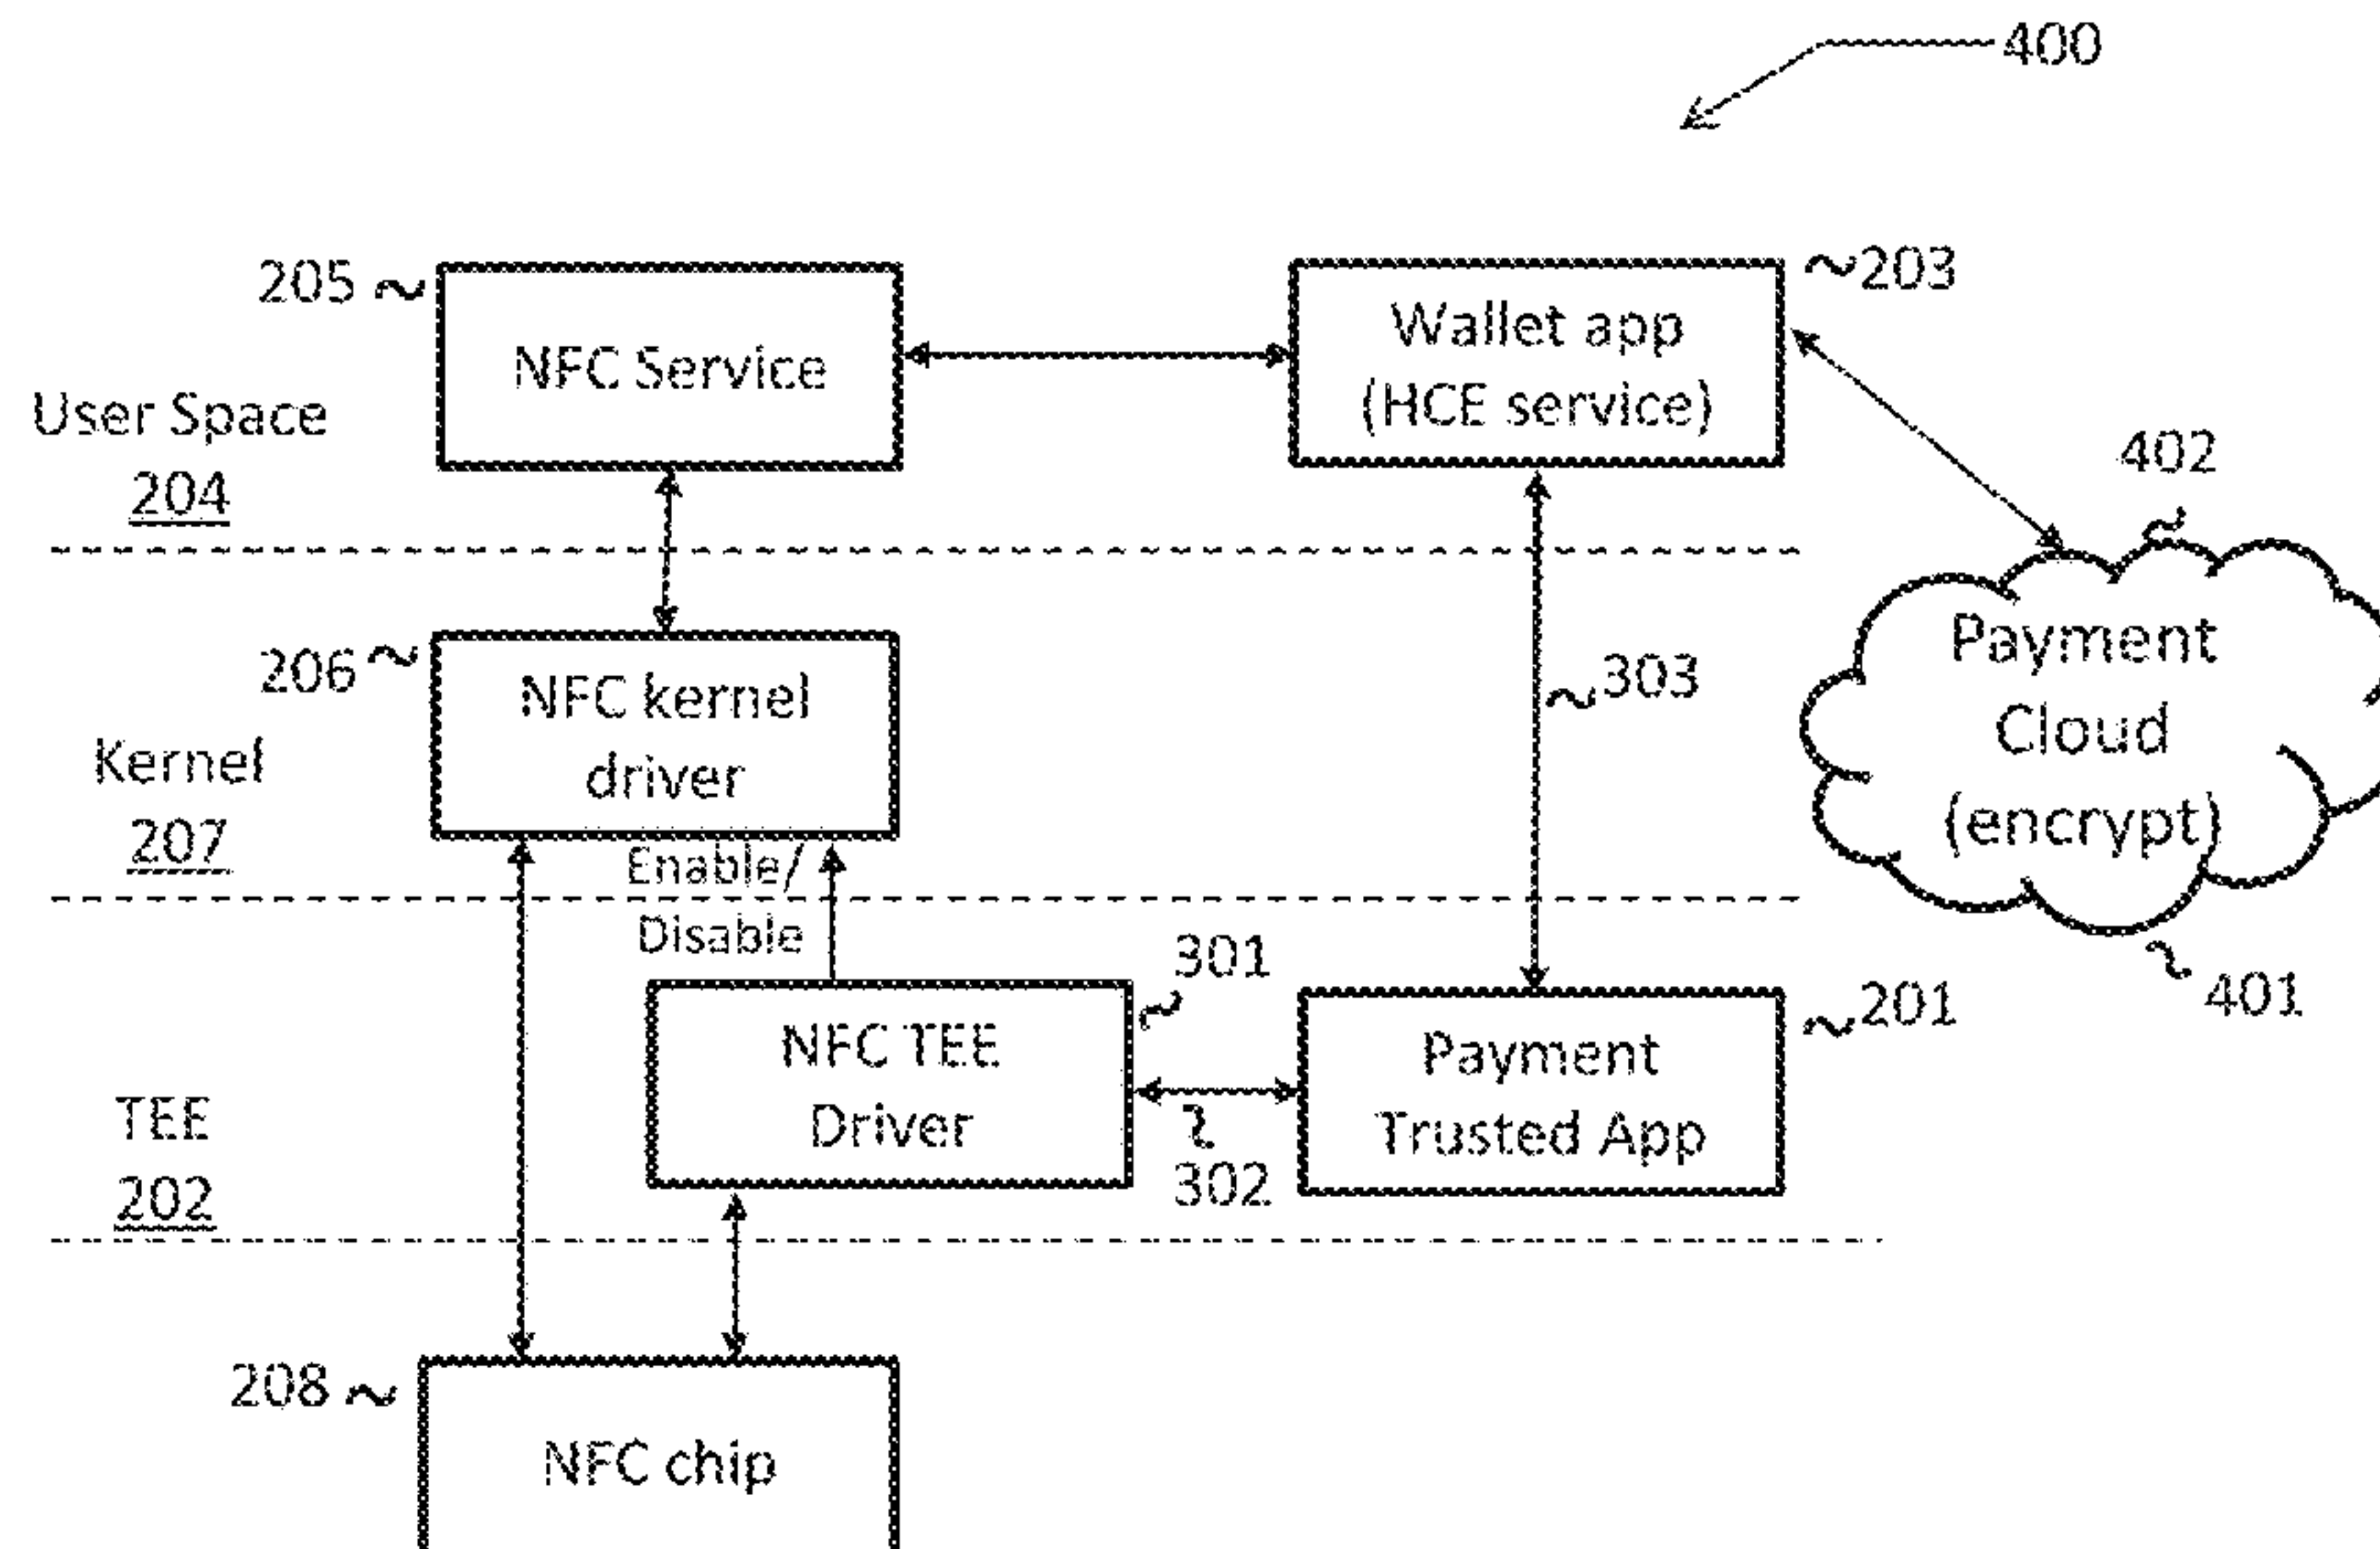 400
205
NFC Service
Wallet app
(HCE service)
203
User Space
204
402
206
NFC kernel
driver
303
Payment
Cloud
(encrypt)
Kernel
207
Enable/
Disable
301
NFC TEE
Driver
302
Payment
Trusted App
201
401
TEE
202
208
NFC chip